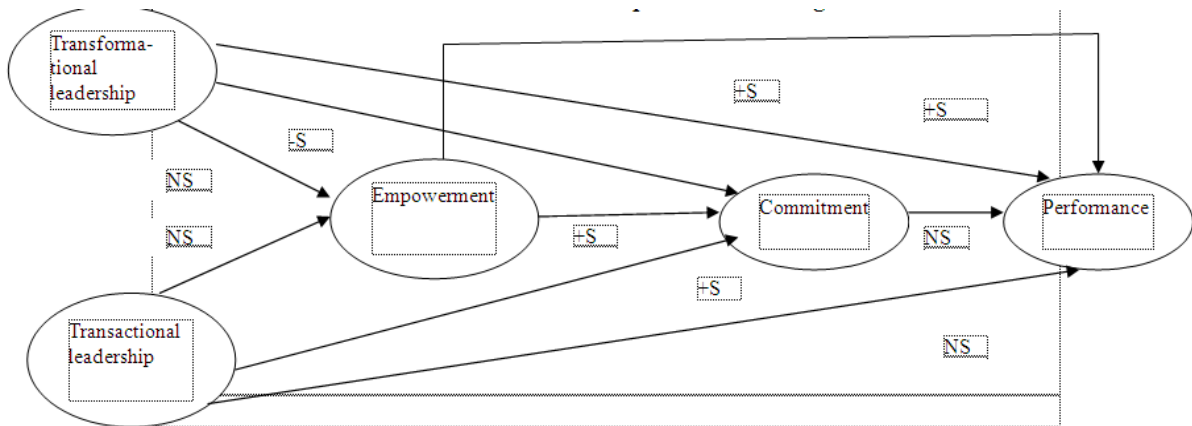 Transforma-
tional
leadership
+S
+S
-S
NS
Empowerment
Commitment
Performance
NS
+S
NS
+S
Transactional
leadership
NS